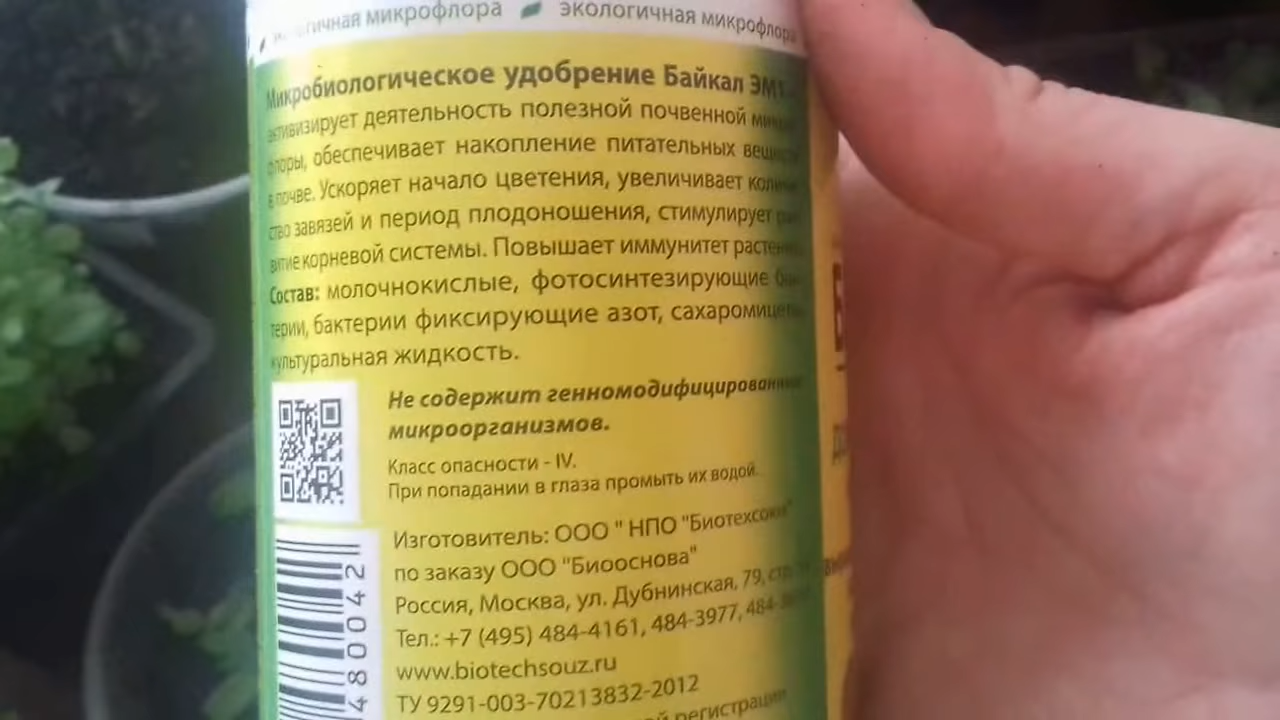 микрофлора экологичная микрофлора
Микробиологическое удобрение Байкал ЭМ1
активизирует деятельность полезной почвенной
обеспечивает накопление питательных
в почве. Ускоряет начало цветения, увеличивает
завязей и период плодоношения, стимулирует
витие корневой системы. Повышает иммунитет
Состав: молочнокислые, фотосинтезирующие
терии, бактерии фиксирующие азот,
культуральная жидкость.
Не содержит
микроорганизмов.
Класс опасности - IV.
При попадании в глаза промыть их водой.
Изготовитель: ООО " НПО "Биотехсоюз"
по заказу ООО "Биооснова"
Россия, Москва, ул. Дубнинская, 79,
Тел.: +7 (495) 484-4161, 484-3977,
www.biotechsouz.ru
ТУ 9291-003-70213832-2012
регистрации
480042